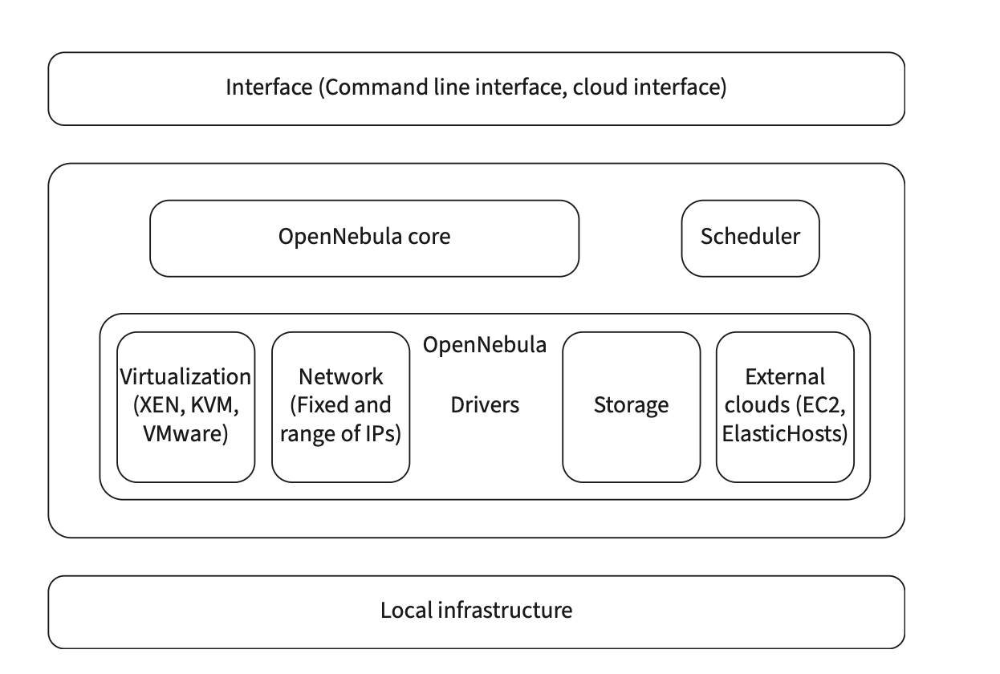 Interface (Command line interface, cloud interface)
OpenNebula core
Scheduler
Virtualization
(XEN, KVM,
VMware)
Network
(Fixed and
range of IPs)
OpenNebula
Drivers
Storage
External
clouds (EC2,
ElasticHosts)
Local infrastructure